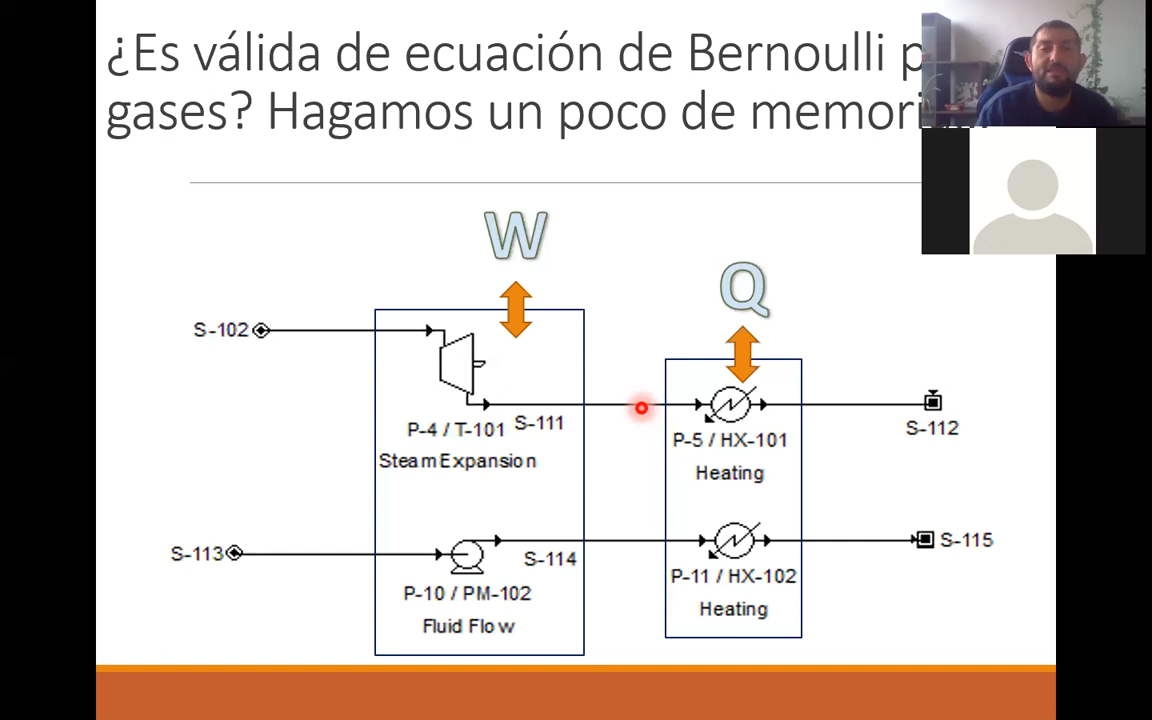 ¿Es válida de ecuación de Bernoulli
gases? Hagamos un poco de
W
Q
S-102
S-111
P-4 / T-101
Steam Expansion
P-5 / HX-101
Heating
S-112
S-113
S-114
P-10 / PM-102
Fluid Flow
P-11 / HX-102
Heating
S-115